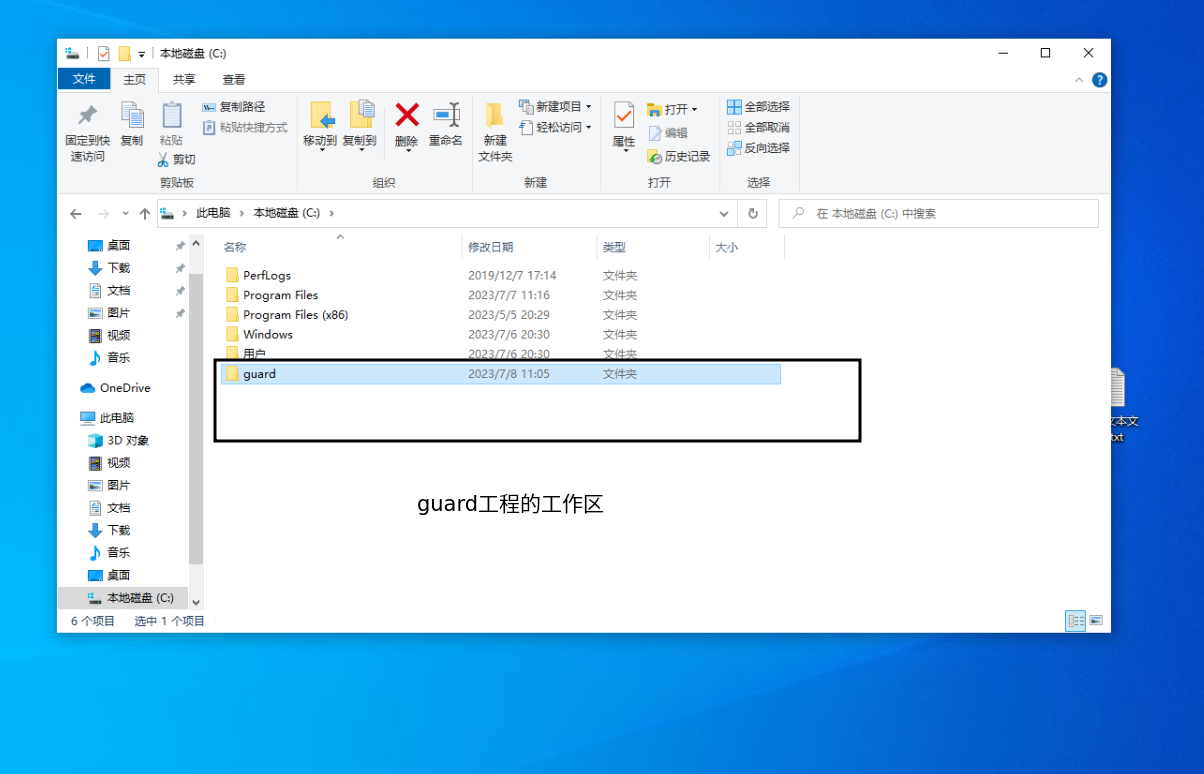 本地磁盘 (C:)
文件 主页 共享 查看
固定到快速访问
复制
粘贴
复制路径
粘贴快捷方式
剪切
移动到 复制到 删除 重命名
新建文件夹
新建项目
轻松访问
属性
打开
编辑
历史记录
全部选择
全部取消
反向选择
剪贴板 组织 新建 打开 选择
此电脑 本地磁盘 (C:)
在 本地磁盘 (C:) 中搜索
桌面
下载
文档
图片
视频
音乐
OneDrive
此电脑
3D 对象
视频
图片
文档
下载
音乐
桌面
本地磁盘 (C:)
名称 修改日期 类型 大小
PerfLogs 2019/12/7 17:14 文件夹
Program Files 2023/7/7 11:16 文件夹
Program Files (x86) 2023/5/5 20:29 文件夹
Windows 2023/7/6 20:30 文件夹
用户 2023/7/6 20:30 文件夹
guard 2023/7/8 11:05 文件夹
guard工程的工作区
6 个项目 选中 1 个项目
本文
txt